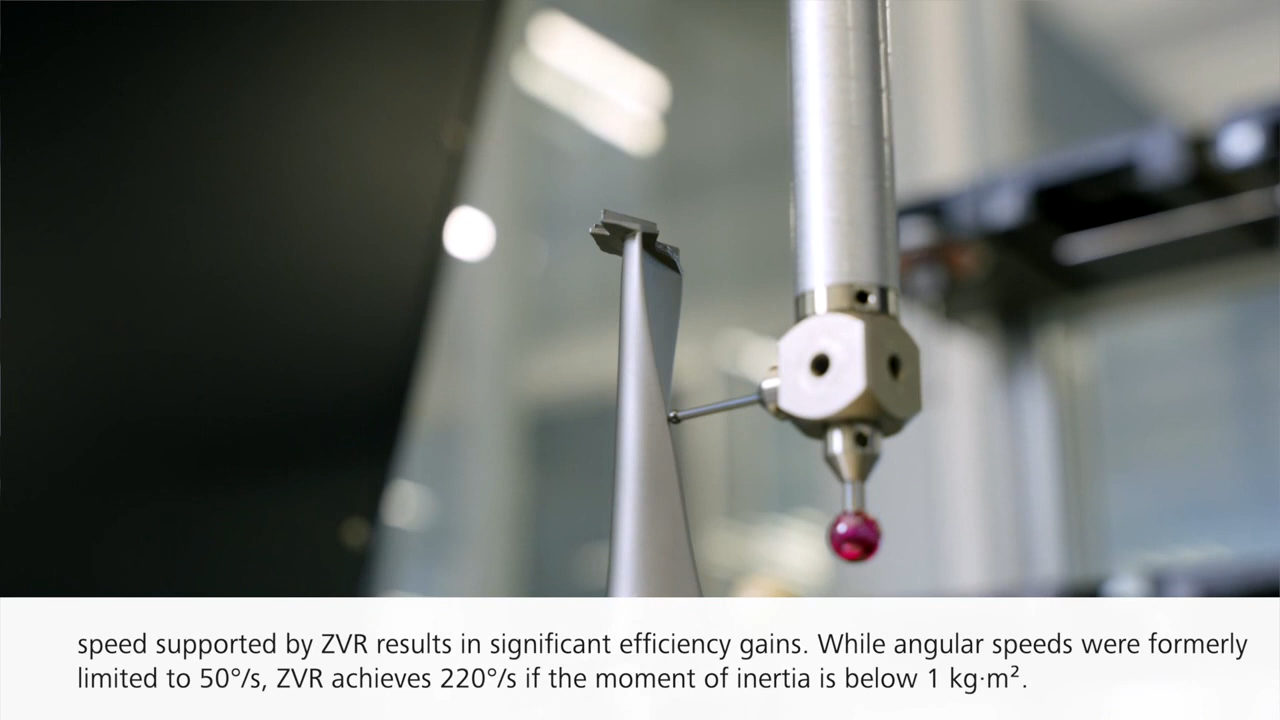 speed supported by ZVR results in significant efficiency gains. While angular speeds were formerly
limited to 50°/s, ZVR achieves 220°/s if the moment of inertia is below 1 kg·m².